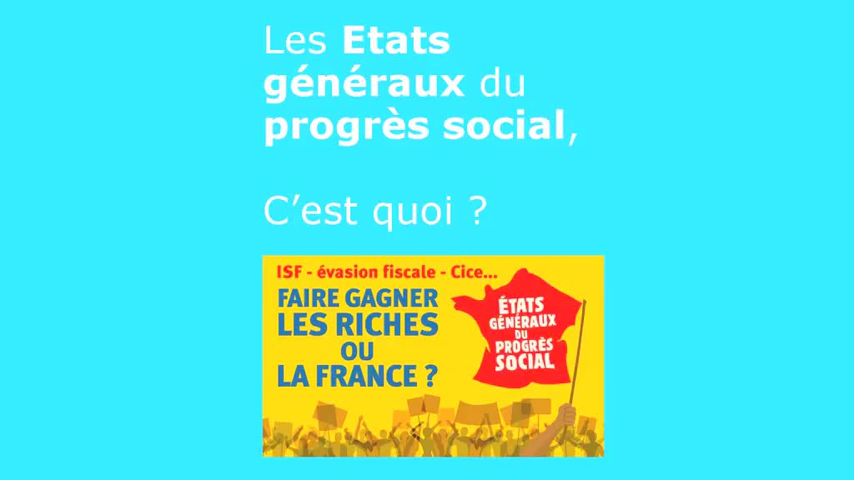 Les Etats
généraux du
progrès social,
C'est quoi ?
ISF - évasion fiscale - Cice...
FAIRE GAGNER
LES RICHES
OU
LA FRANCE ?
ÉTATS
GÉNÉRAUX
DU
PROGRÈS
SOCIAL